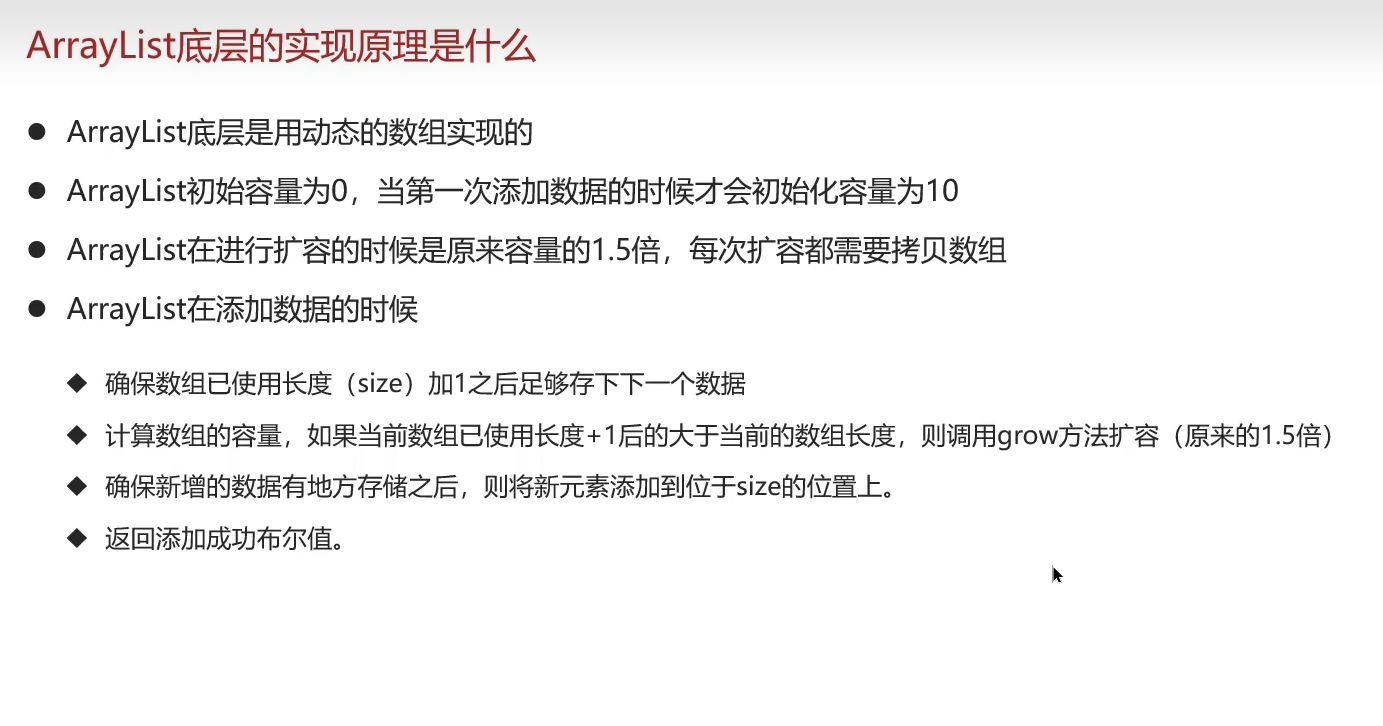 ArrayList底层的实现原理是什么
● ArrayList底层是用动态的数组实现的
● ArrayList初始容量为0，当第一次添加数据的时候才会初始化容量为10
● ArrayList在进行扩容的时候是原来容量的1.5倍，每次扩容都需要拷贝数组
● ArrayList在添加数据的时候
◆ 确保数组已使用长度（size）加1之后足够存下下一个数据
◆ 计算数组的容量，如果当前数组已使用长度+1后的大于当前的数组长度，则调用grow方法扩容（原来的1.5倍）
◆ 确保新增的数据有地方存储之后，则将新元素添加到位于size的位置上。
◆ 返回添加成功布尔值。